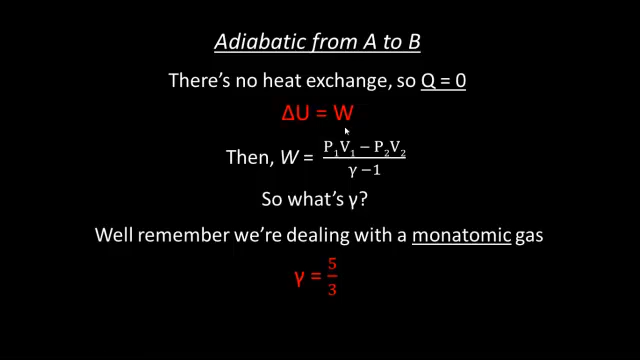 Adiabatic from A to B
There's no heat exchange, so Q = 0
ΔU = W
Then, W = P₁V₁ − P₂V₂ / γ −1
So what's γ?
Well remember we're dealing with a monatomic gas
γ = 5/3